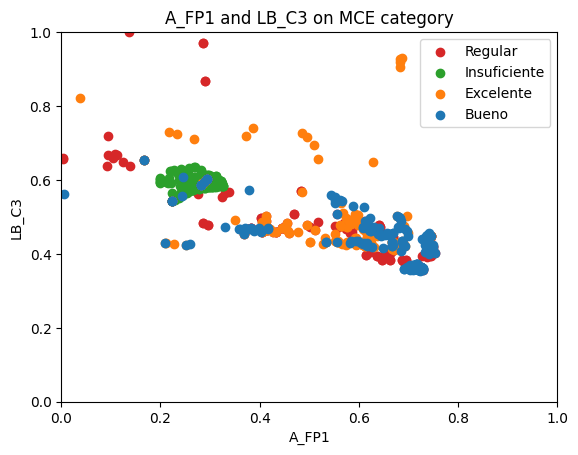 A_FP1 and LB_C3 on MCE category
Regular
Insuficiente
Excelente
Bueno
LB_C3
1.0
0.8
0.6
0.4
0.2
0.0
0.0 0.2 0.4 0.6 0.8 1.0
A_FP1